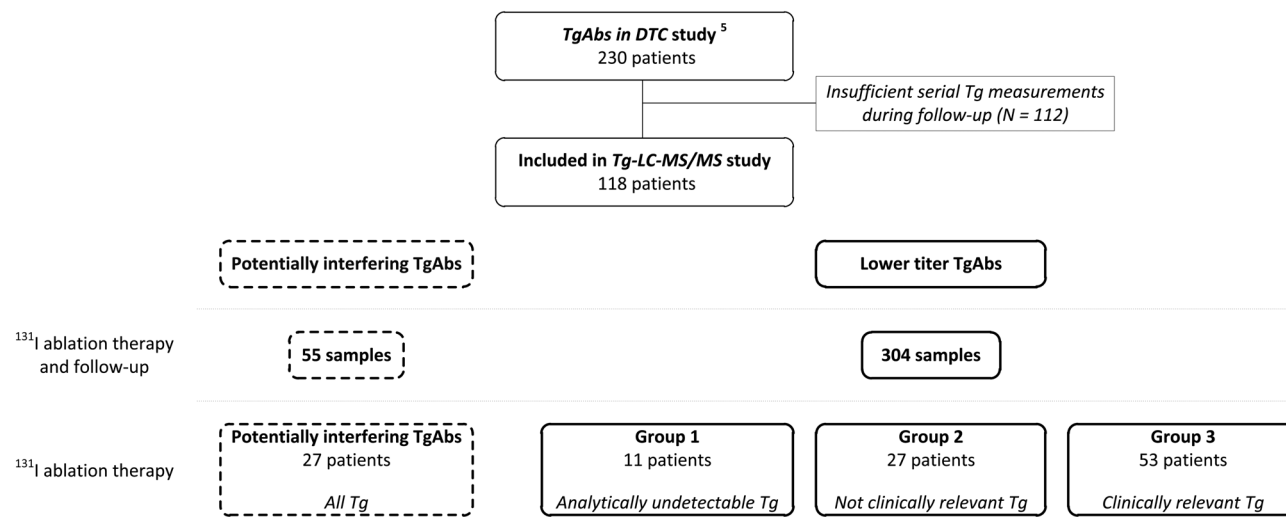 TgAbs in DTC study 5
230 patients
Insufficient serial Tg measurements
during follow-up (N = 112)
Included in Tg-LC-MS/MS study
118 patients
Potentially interfering TgAbs
Lower titer TgAbs
131I ablation therapy
and follow-up
55 samples
304 samples
131I ablation therapy
Potentially interfering TgAbs
27 patients
All Tg
Group 1
11 patients
Analytically undetectable Tg
Group 2
27 patients
Not clinically relevant Tg
Group 3
53 patients
Clinically relevant Tg